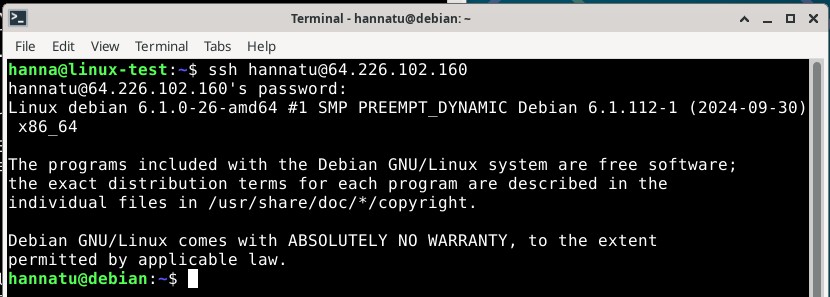 Terminal - hannatu@debian: ~
File Edit View Terminal Tabs Help
hanna@linux-test:~$ ssh hannatu@64.226.102.160
hannatu@64.226.102.160's password:
Linux debian 6.1.0-26-amd64 #1 SMP PREEMPT_DYNAMIC Debian 6.1.112-1 (2024-09-30)
 x86_64

The programs included with the Debian GNU/Linux system are free software;
the exact distribution terms for each program are described in the
individual files in /usr/share/doc/*/copyright.

Debian GNU/Linux comes with ABSOLUTELY NO WARRANTY, to the extent
permitted by applicable law.
hannatu@debian:~$